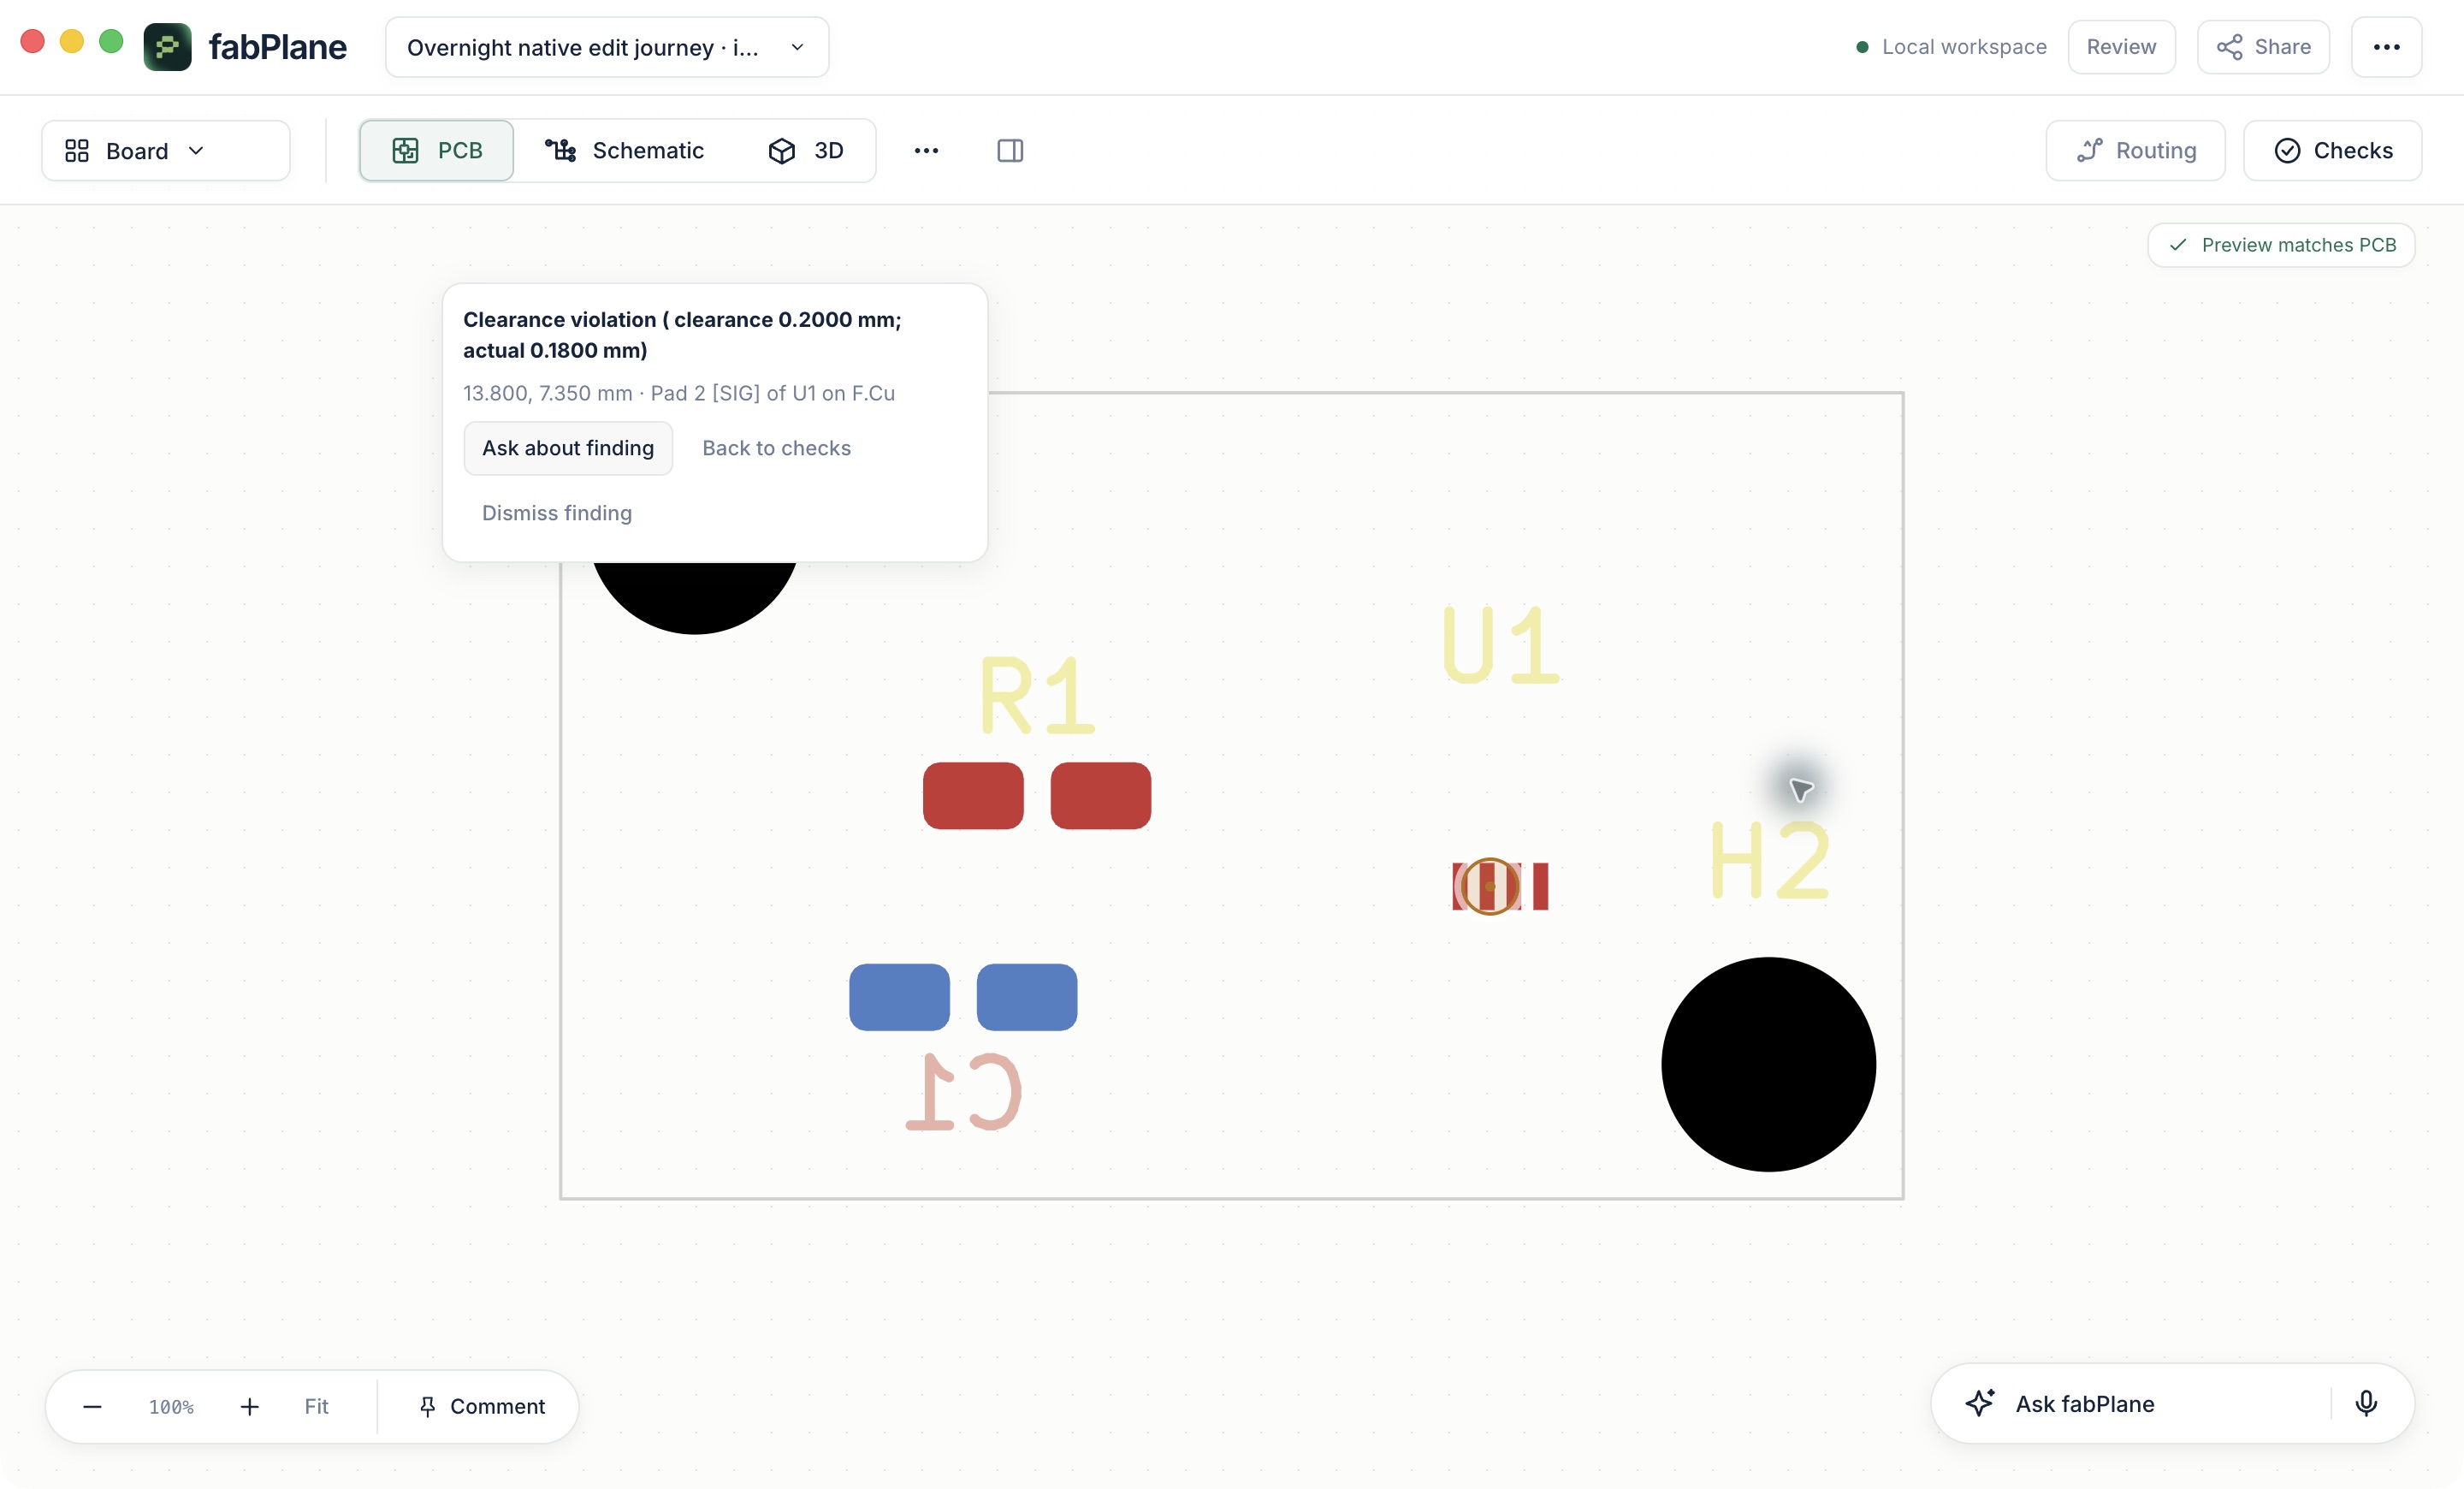 fabPlane
Overnight native edit journey · i...
Local workspace
Review
Share
Board
PCB
Schematic
3D
Routing
Checks
Preview matches PCB
Clearance violation ( clearance 0.2000 mm;
actual 0.1800 mm)
13.800, 7.350 mm · Pad 2 [SIG] of U1 on F.Cu
Ask about finding
Back to checks
Dismiss finding
U1
R1
H2
C1
100%
Fit
Comment
Ask fabPlane